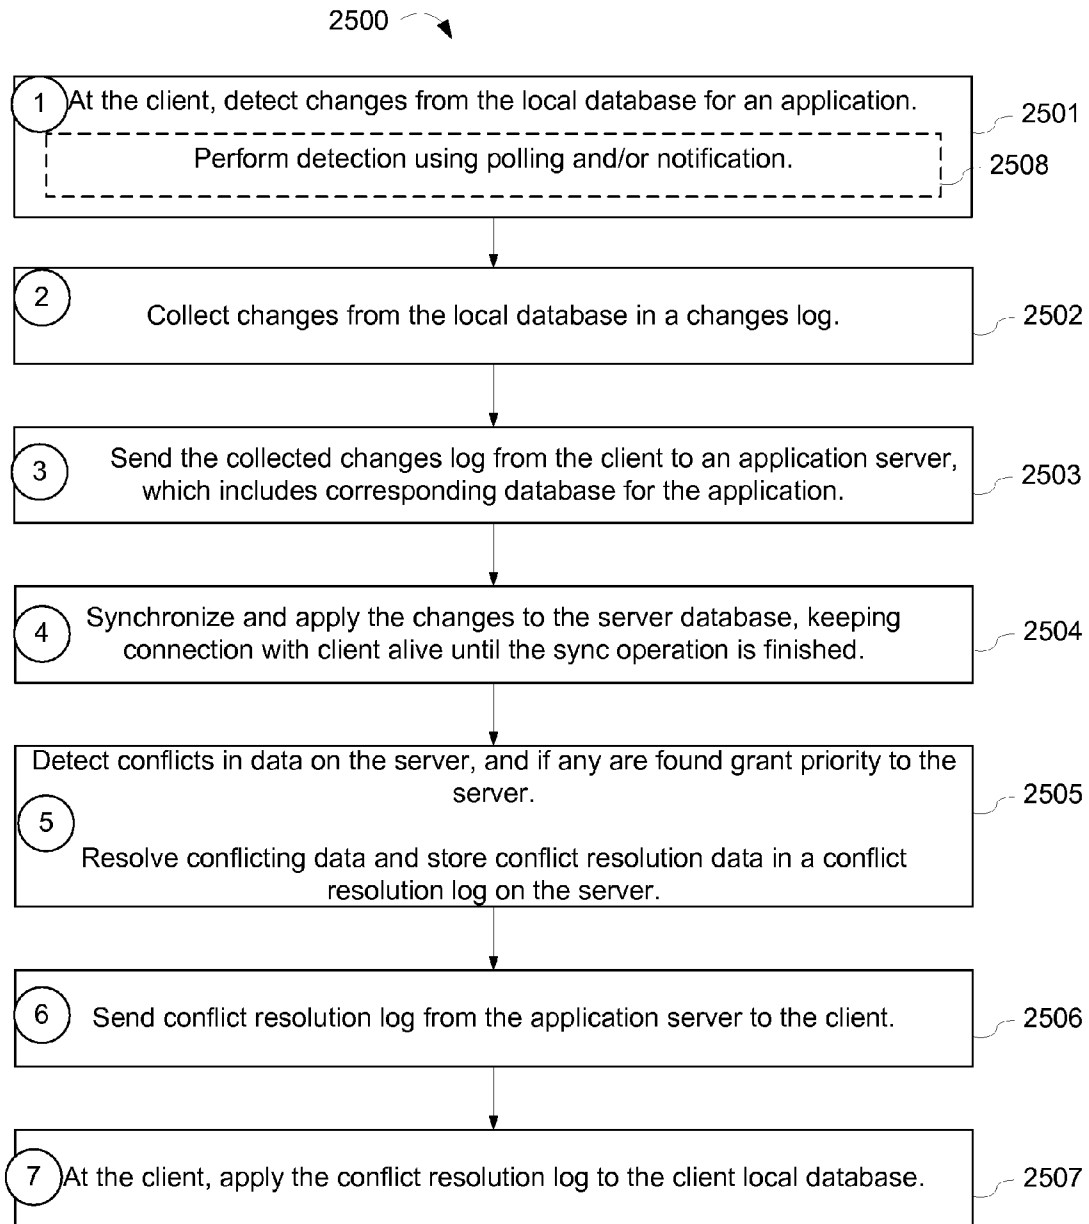 2500
1
At the client, detect changes from the local database for an application.
2501
Perform detection using polling and/or notification.
2508
2
Collect changes from the local database in a changes log.
2502
3
Send the collected changes log from the client to an application server,
which includes corresponding database for the application.
2503
4
Synchronize and apply the changes to the server database, keeping
connection with client alive until the sync operation is finished.
2504
Detect conflicts in data on the server, and if any are found grant priority to the
server.
2505
5
Resolve conflicting data and store conflict resolution data in a conflict
resolution log on the server.
6
Send conflict resolution log from the application server to the client.
2506
7
At the client, apply the conflict resolution log to the client local database.
2507